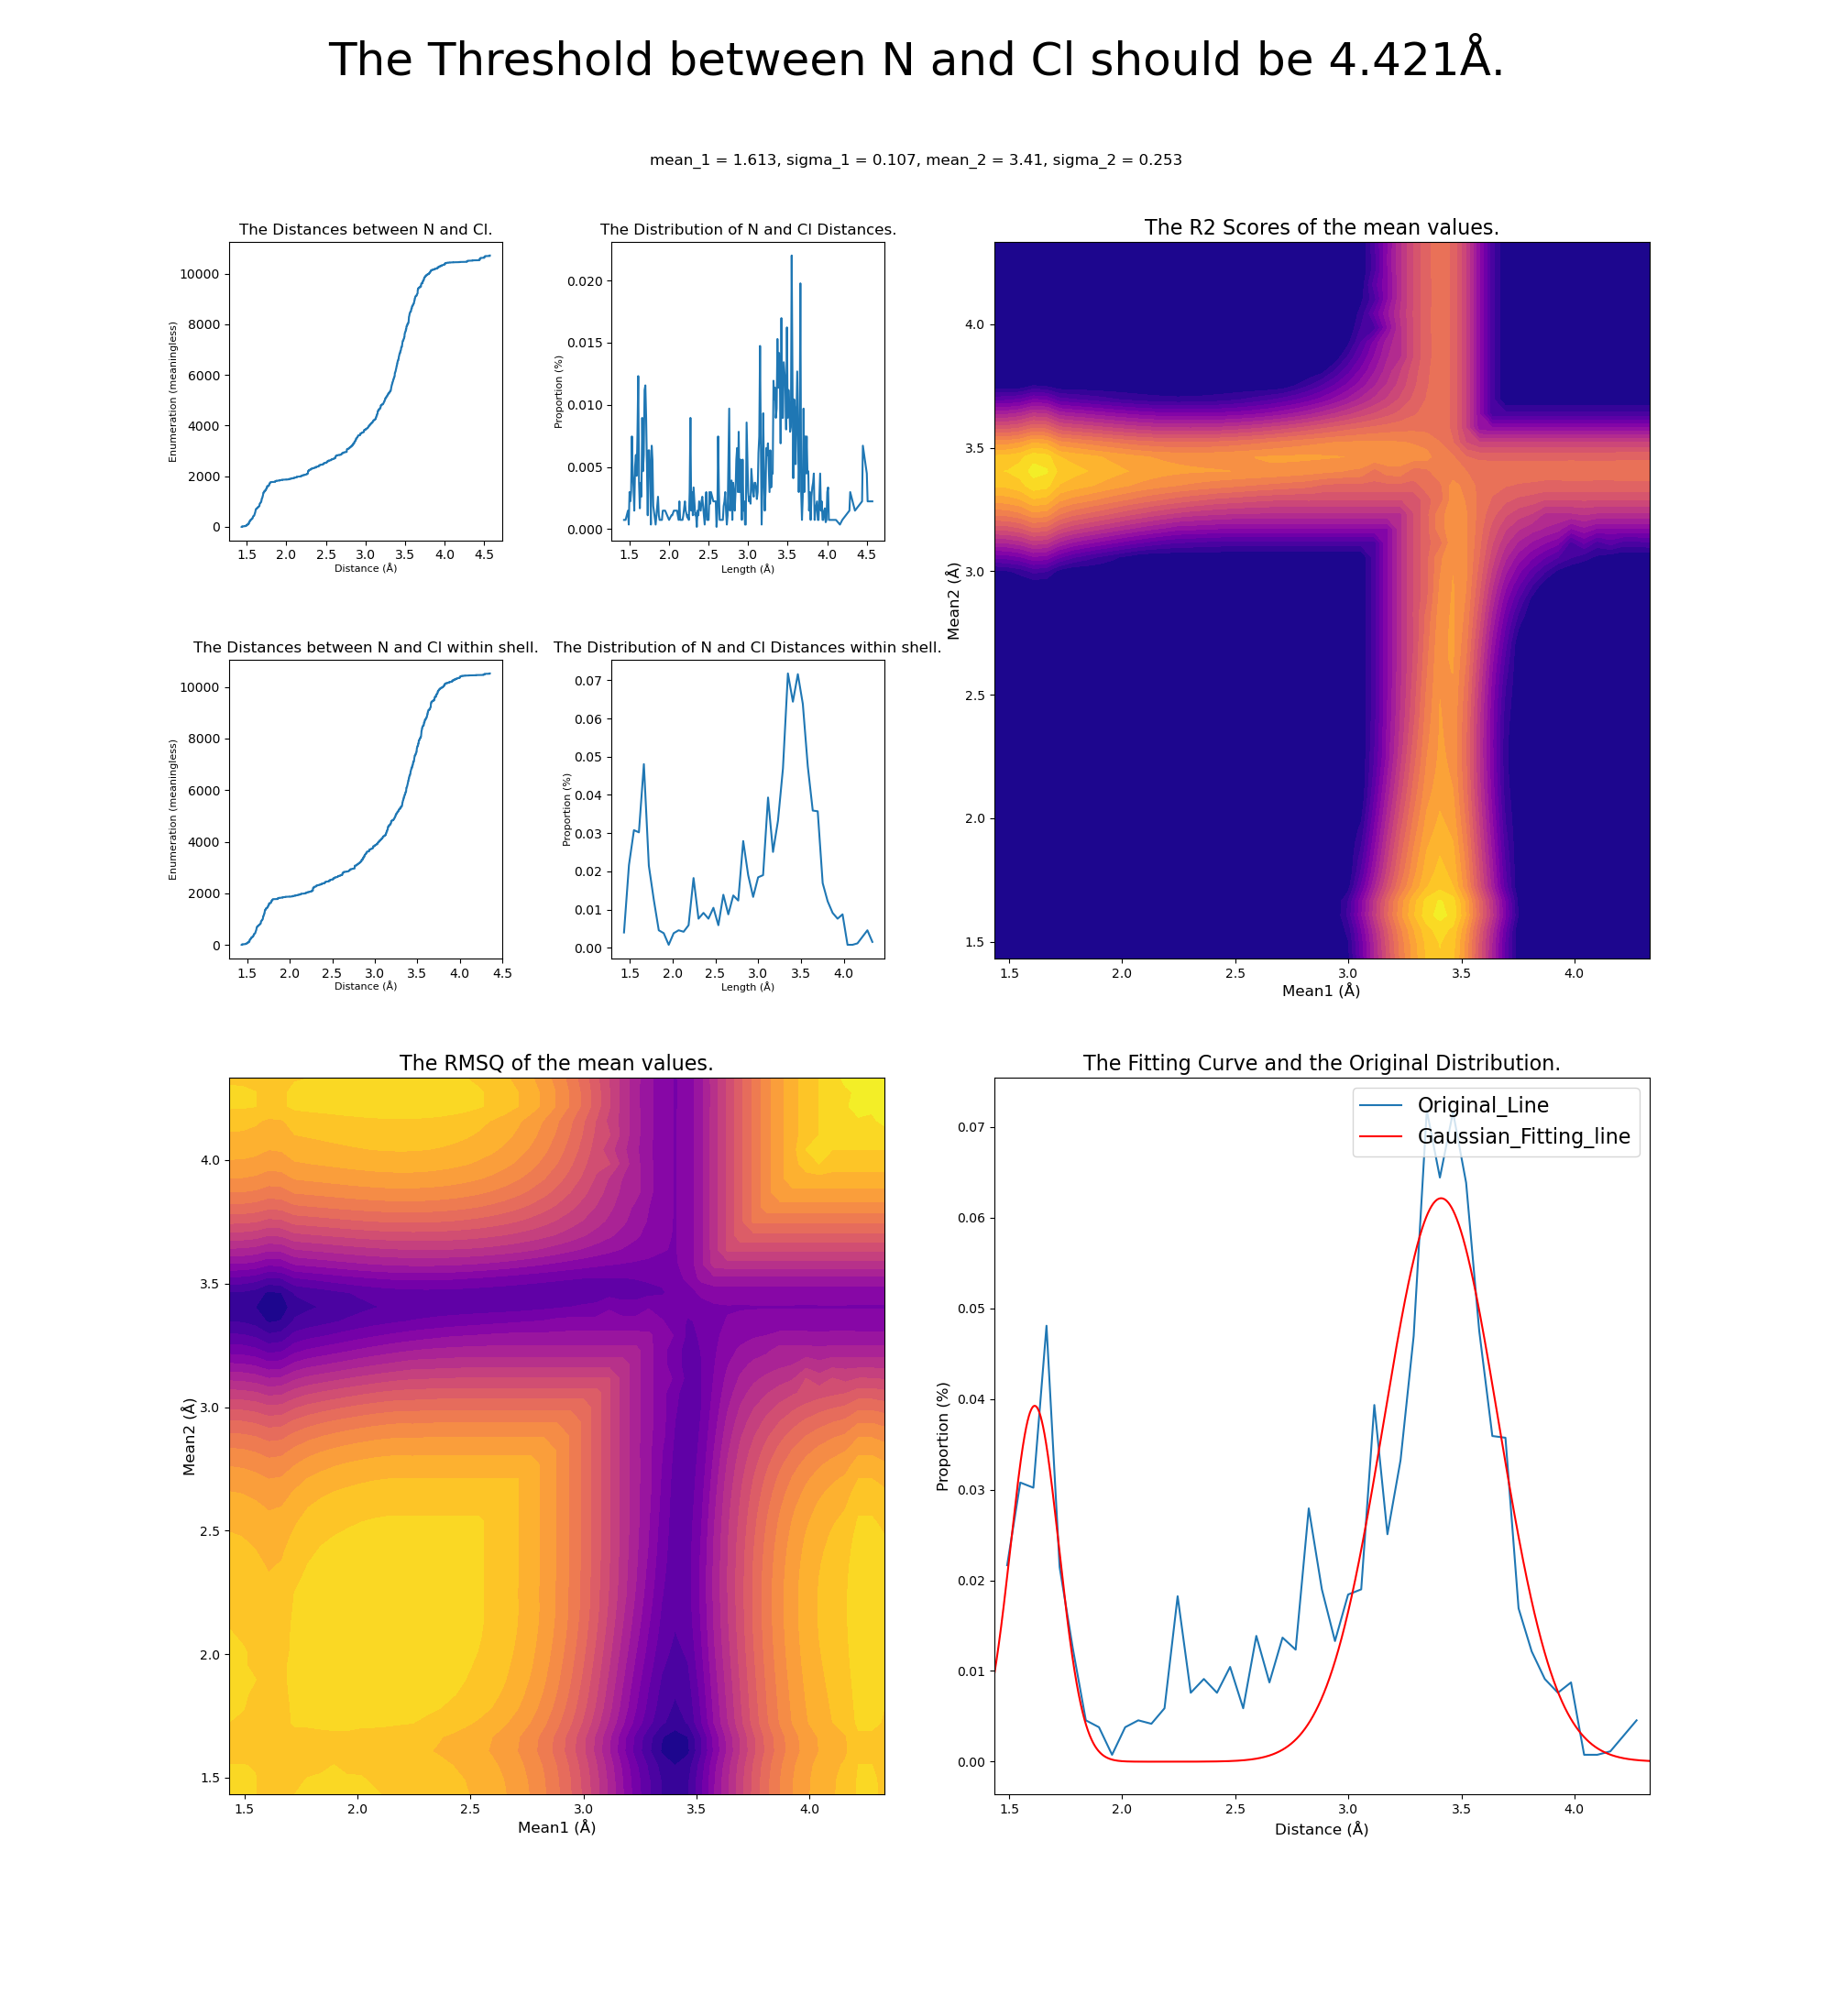 The Threshold between N and Cl should be 4.421Å.
mean_1 = 1.613, sigma_1 = 0.107, mean_2 = 3.41, sigma_2 = 0.253
The Distances between N and Cl.
Enumeration (meaningless)
10000
8000
6000
4000
2000
0
1.5 2.0 2.5 3.0 3.5 4.0 4.5
Distance (Å)
The Distribution of N and Cl Distances.
Proportion (%)
0.020
0.015
0.010
0.005
0.000
1.5 2.0 2.5 3.0 3.5 4.0 4.5
Length (Å)
The R2 Scores of the mean values.
Mean2 (Å)
4.0
3.5
3.0
2.5
2.0
1.5
1.5 2.0 2.5 3.0 3.5 4.0
Mean1 (Å)
The Distances between N and Cl within shell.
Enumeration (meaningless)
10000
8000
6000
4000
2000
0
1.5 2.0 2.5 3.0 3.5 4.0 4.5
Distance (Å)
The Distribution of N and Cl Distances within shell.
Proportion (%)
0.07
0.06
0.05
0.04
0.03
0.02
0.01
0.00
1.5 2.0 2.5 3.0 3.5 4.0
Length (Å)
The RMSQ of the mean values.
Mean2 (Å)
4.0
3.5
3.0
2.5
2.0
1.5
1.5 2.0 2.5 3.0 3.5 4.0
Mean1 (Å)
The Fitting Curve and the Original Distribution.
Original_Line
Gaussian_Fitting_line
Proportion (%)
0.07
0.06
0.05
0.04
0.03
0.02
0.01
0.00
1.5 2.0 2.5 3.0 3.5 4.0
Distance (Å)